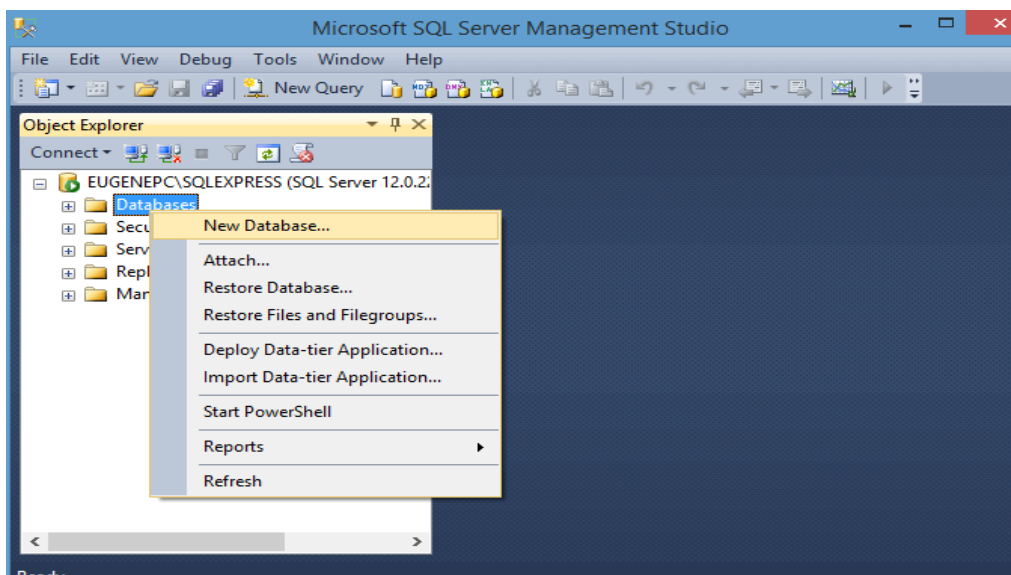 Microsoft SQL Server Management Studio
File Edit View Debug Tools Window Help
New Query
Object Explorer
Connect
EUGENEPC\SQLEXPRESS (SQL Server 12.0.2
Databases
Secu
Serv
Repl
Man
New Database...
Attach...
Restore Database...
Restore Files and Filegroups...
Deploy Data-tier Application...
Import Data-tier Application...
Start PowerShell
Reports
Refresh